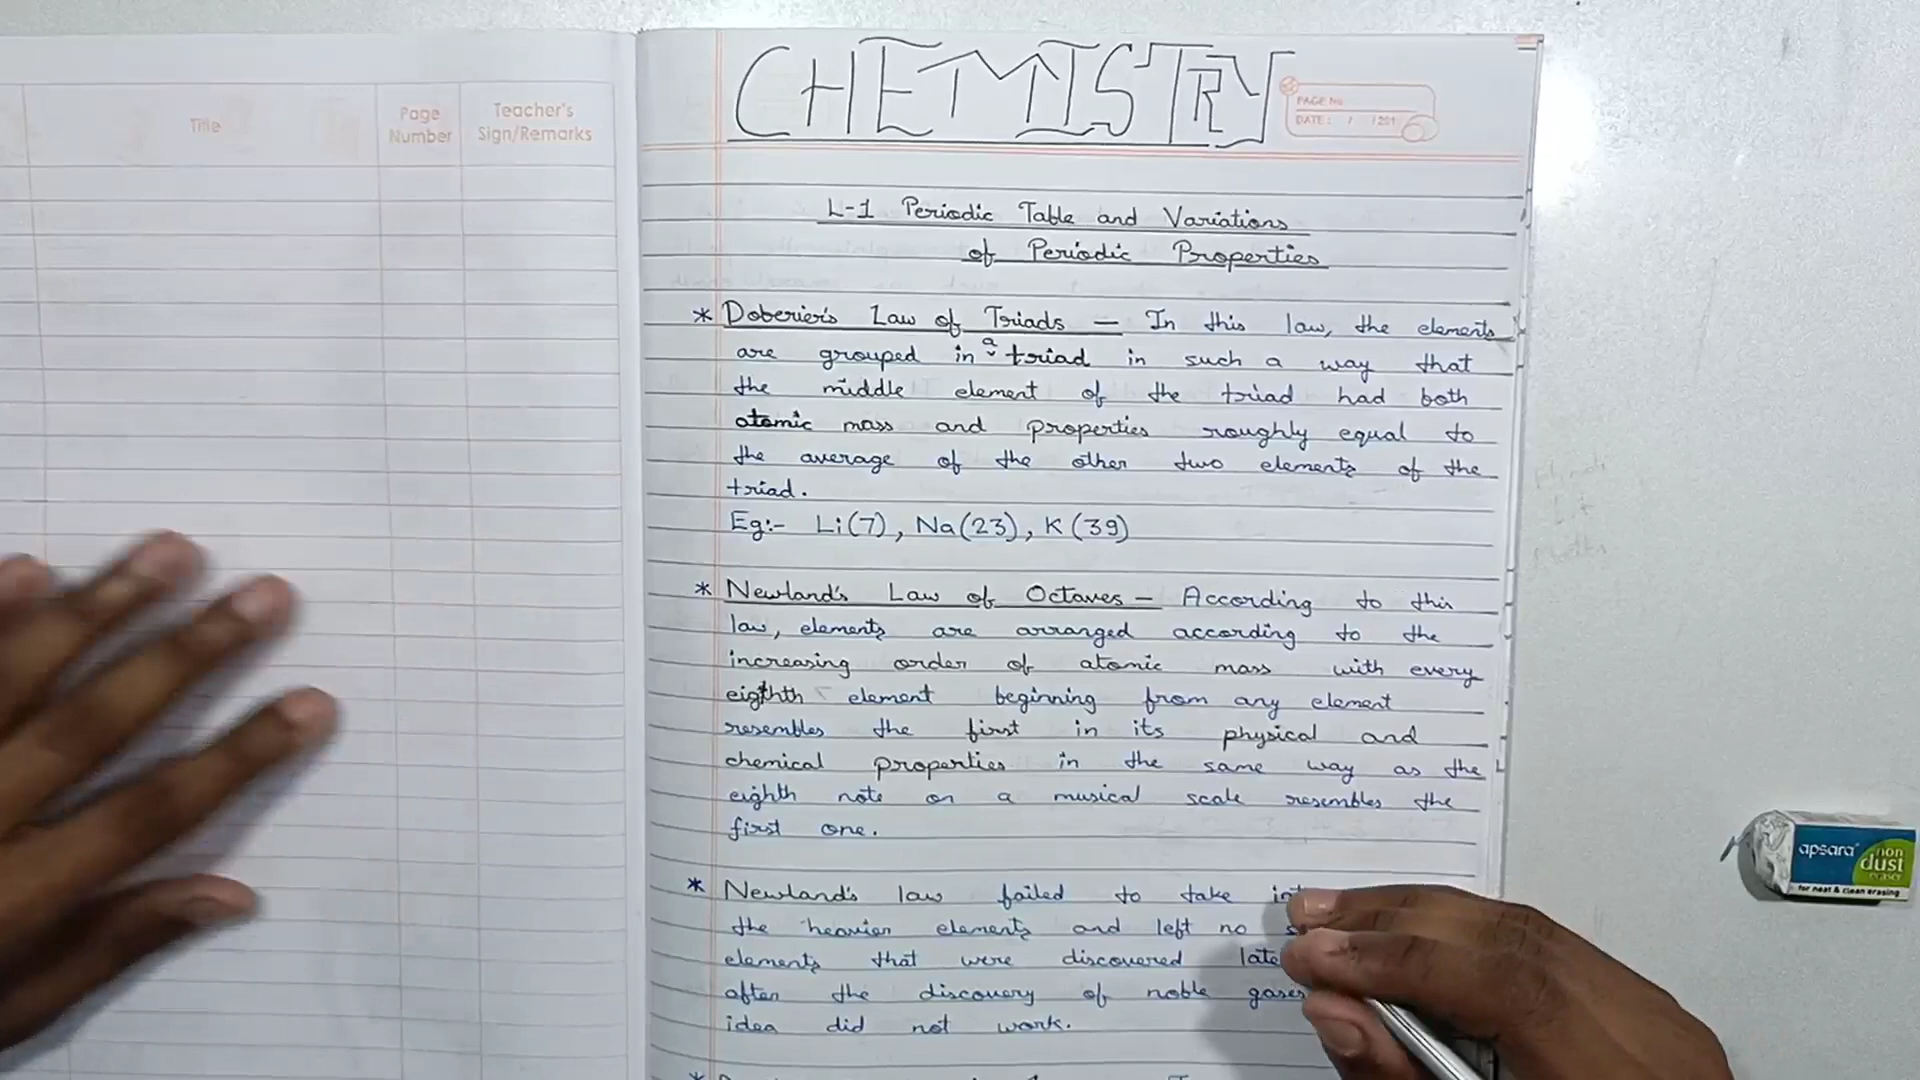 Title
Page Number
Teacher's Sign/Remarks
CHEMISTRY
PAGE No.
DATE: / /201
L-1 Periodic Table and Variations
of Periodic Properties
* Doberier's Law of Triads — In this law, the elements
are grouped in a triad in such a way that
the middle element of the triad had both
atomic mass and properties roughly equal to
the average of the other two elements of the
triad.
Eg:- Li(7), Na(23), K(39)
* Newland's Law of Octaves — According to this
law, elements are arranged according to the
increasing order of atomic mass with every
eigthth element beginning from any element
resembles the first in its physical and
chemical properties in the same way as the
eighth note on a musical scale resembles the
first one.
* Newland's law failed to take
the heavier elements and left no
elements that were discovered
after the discovery of noble gases
idea did not work.
apsara non dust eraser
for neat & clean erasing